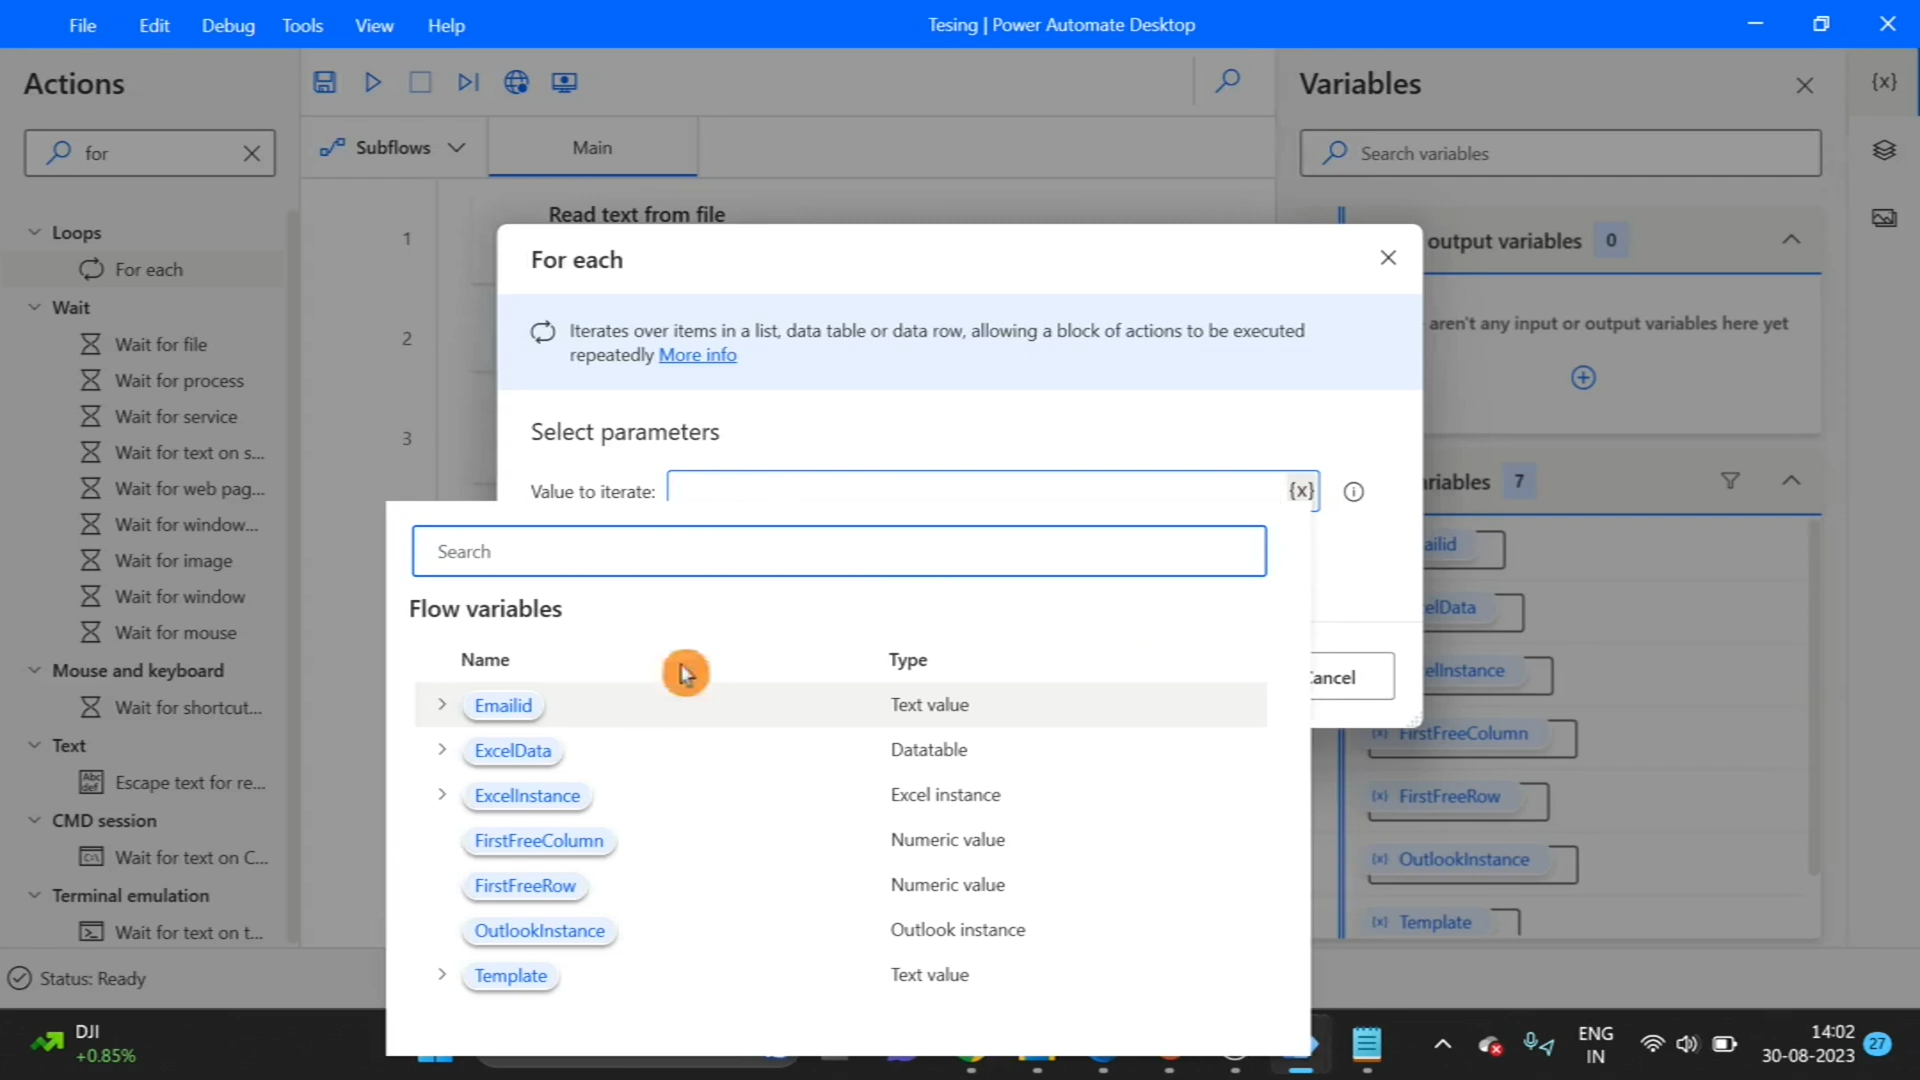 File Edit Debug Tools View Help
Tesing | Power Automate Desktop
Actions
for
Loops
For each
Wait
Wait for file
Wait for process
Wait for service
Wait for text on s...
Wait for web pag...
Wait for window...
Wait for image
Wait for window
Wait for mouse
Mouse and keyboard
Wait for shortcut...
Text
Abc
def
Escape text for re...
CMD session
Wait for text on C...
Terminal emulation
Wait for text on t...
Status: Ready
Subflows
Main
1
Read text from file
2
3
For each
Iterates over items in a list, data table or data row, allowing a block of actions to be executed
repeatedly More info
Select parameters
Value to iterate:
{x}
Cancel
Search
Flow variables
Name Type
Emailid Text value
ExcelData Datatable
ExcelInstance Excel instance
FirstFreeColumn Numeric value
FirstFreeRow Numeric value
OutlookInstance Outlook instance
Template Text value
Variables
{x}
Search variables
output variables 0
aren't any input or output variables here yet
riables 7
ailid
elData
elInstance
{x} FirstFreeColumn
{x} FirstFreeRow
{x} OutlookInstance
{x} Template
DJI
+0.85%
ENG
IN
14:02
30-08-2023
27